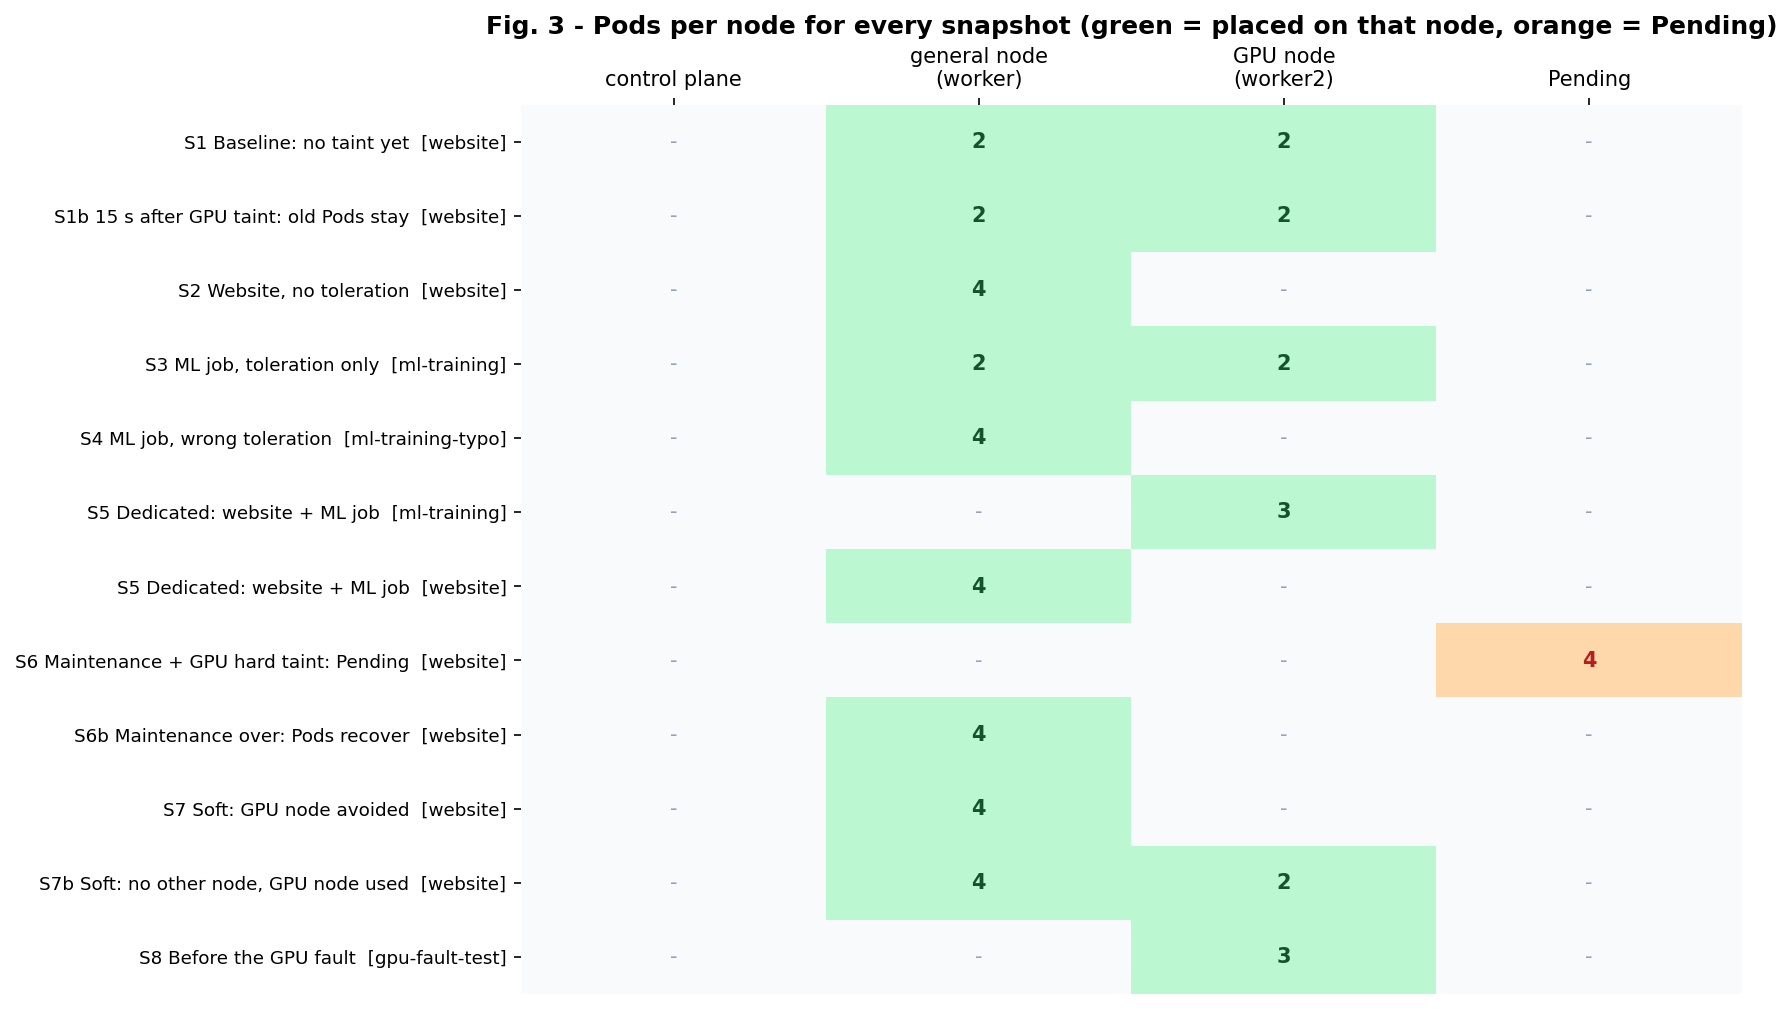 Fig. 3 - Pods per node for every snapshot (green = placed on that node, orange = Pending)
control plane
general node
(worker)
GPU node
(worker2)
Pending
S1 Baseline: no taint yet  [website] - 2 2 -
S1b 15 s after GPU taint: old Pods stay  [website] - 2 2 -
S2 Website, no toleration  [website] - 4 - -
S3 ML job, toleration only  [ml-training] - 2 2 -
S4 ML job, wrong toleration  [ml-training-typo] - 4 - -
S5 Dedicated: website + ML job  [ml-training] - - 3 -
S5 Dedicated: website + ML job  [website] - 4 - -
S6 Maintenance + GPU hard taint: Pending  [website] - - - 4
S6b Maintenance over: Pods recover  [website] - 4 - -
S7 Soft: GPU node avoided  [website] - 4 - -
S7b Soft: no other node, GPU node used  [website] - 4 2 -
S8 Before the GPU fault  [gpu-fault-test] - - 3 -